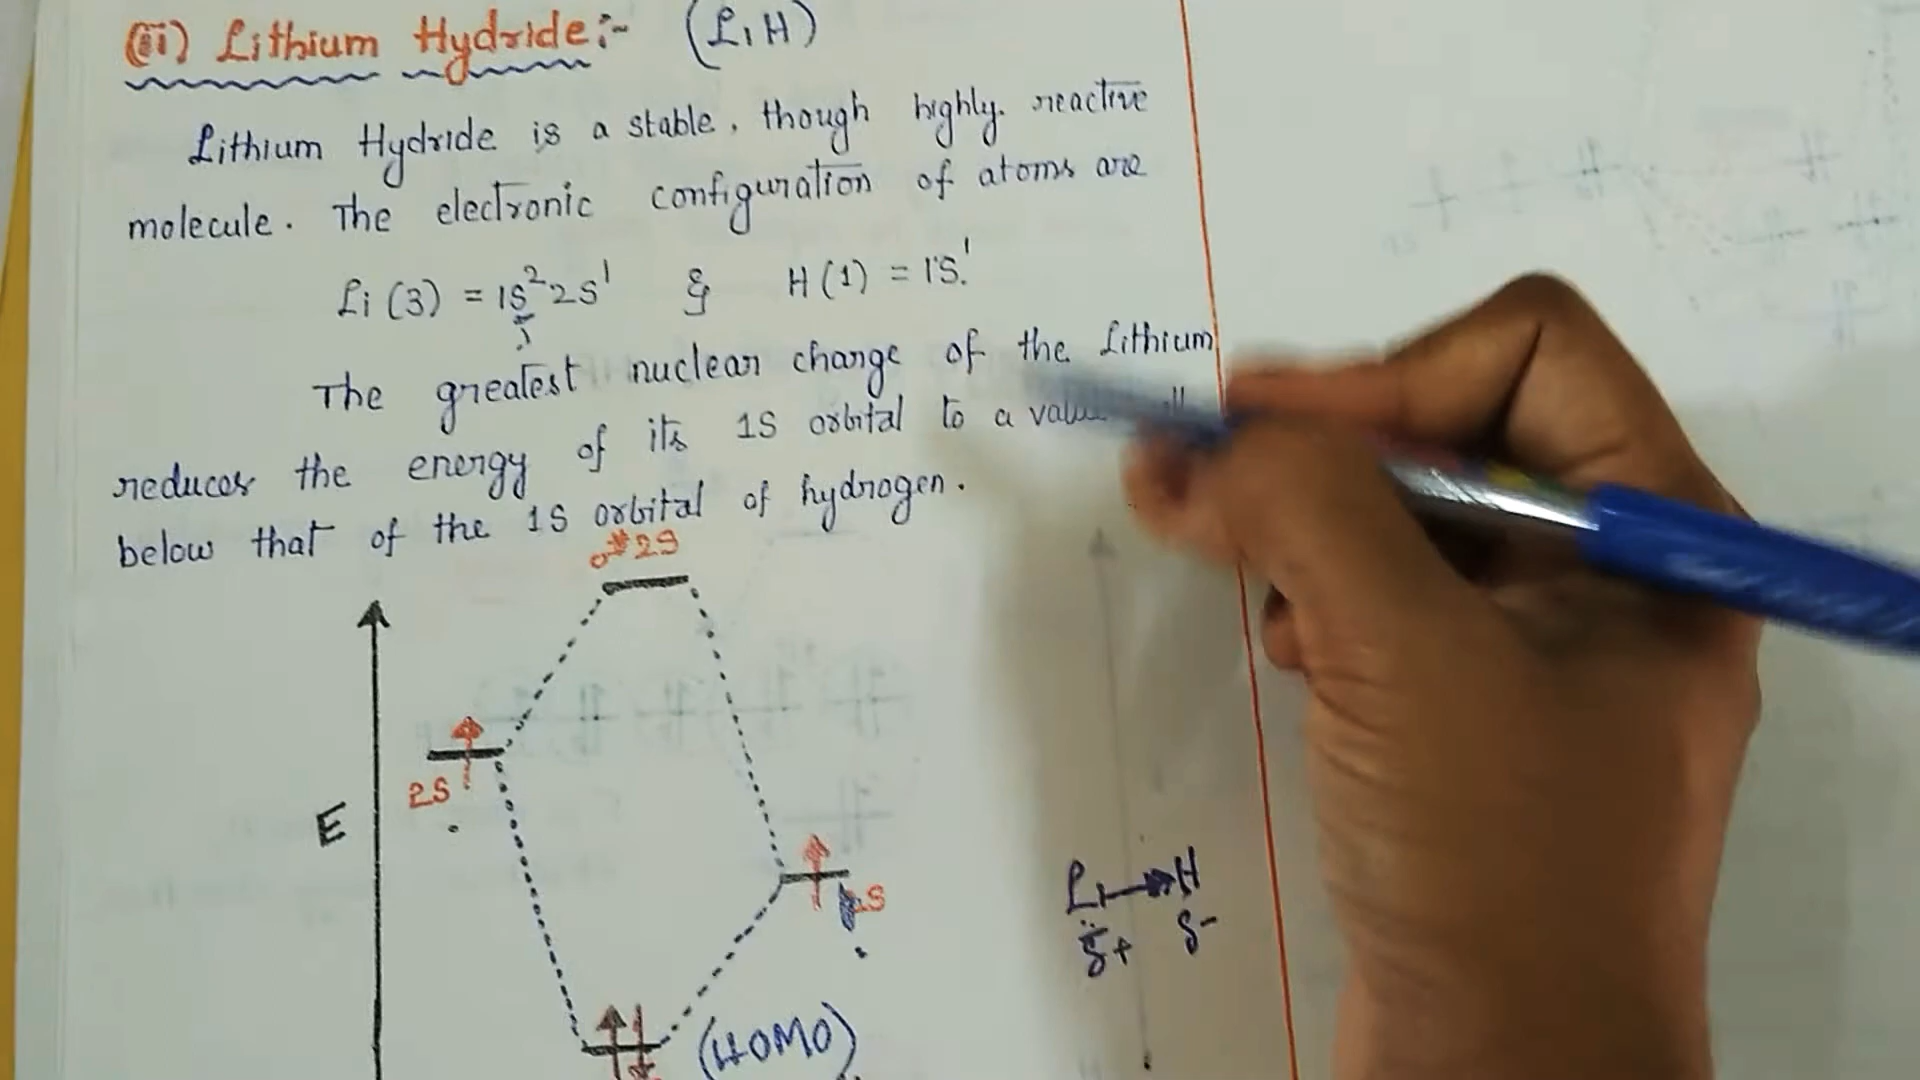 (iii) Lithium Hydride:- (LiH)
Lithium Hydride is a stable, though highly. reactive
molecule. The electronic configuration of atoms are
Li (3) = 1s² 2s¹ & H (1) = 1s¹.
The greatest nuclear charge of the Lithium
reduces the energy of its 1S orbital to a value
below that of the 1S orbital of hydrogen.
σ* 2S
2S
E
S
Li H
δ+ δ-
(HOMO)